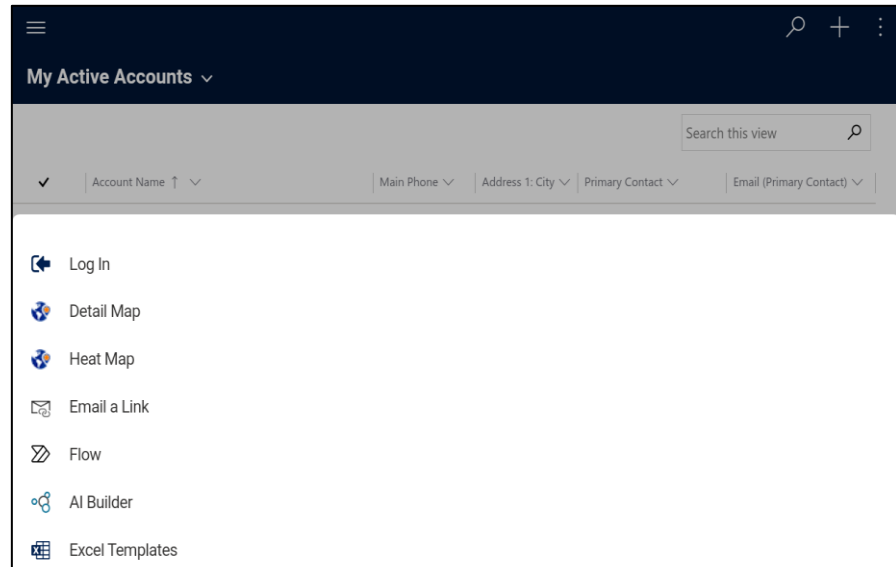 My Active Accounts
Search this view
Account Name Main Phone Address 1: City Primary Contact Email (Primary Contact)
Log In
Detail Map
Heat Map
Email a Link
Flow
AI Builder
Excel Templates